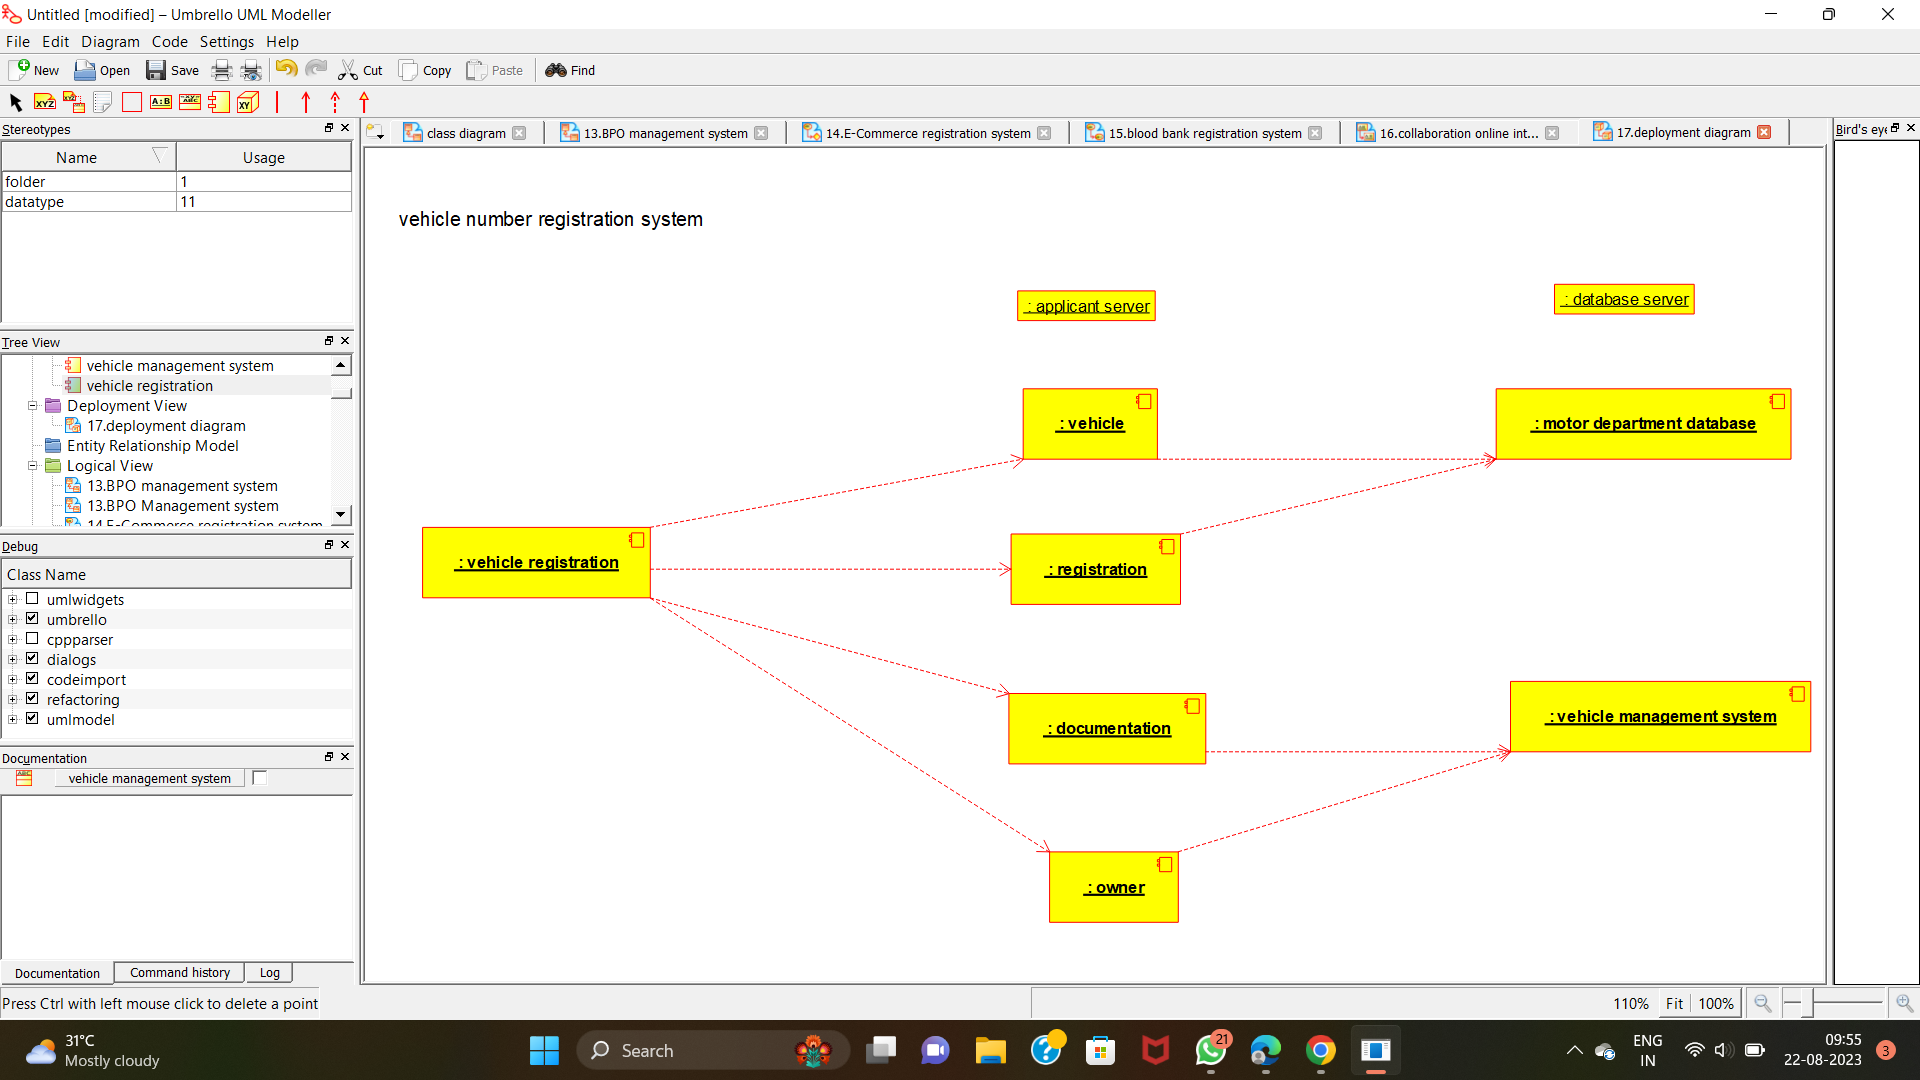 Untitled [modified] – Umbrello UML Modeller
File Edit Diagram Code Settings Help
New Open Save Cut Copy Paste Find
Stereotypes
Name Usage
folder 1
datatype 11
Tree View
vehicle management system
vehicle registration
Deployment View
17.deployment diagram
Entity Relationship Model
Logical View
13.BPO management system
13.BPO Management system
14.E-Commerce registration system
Debug
Class Name
umlwidgets
umbrello
cppparser
dialogs
codeimport
refactoring
umlmodel
Documentation
vehicle management system
Documentation Command history Log
Press Ctrl with left mouse click to delete a point
class diagram 13.BPO management system 14.E-Commerce registration system 15.blood bank registration system 16.collaboration online int... 17.deployment diagram
Bird's eye
vehicle number registration system
: applicant server
: database server
: vehicle
: motor department database
: vehicle registration
: registration
: documentation
: vehicle management system
: owner
110% Fit 100%
31°C
Mostly cloudy
Search
21
ENG
IN
09:55
22-08-2023
3